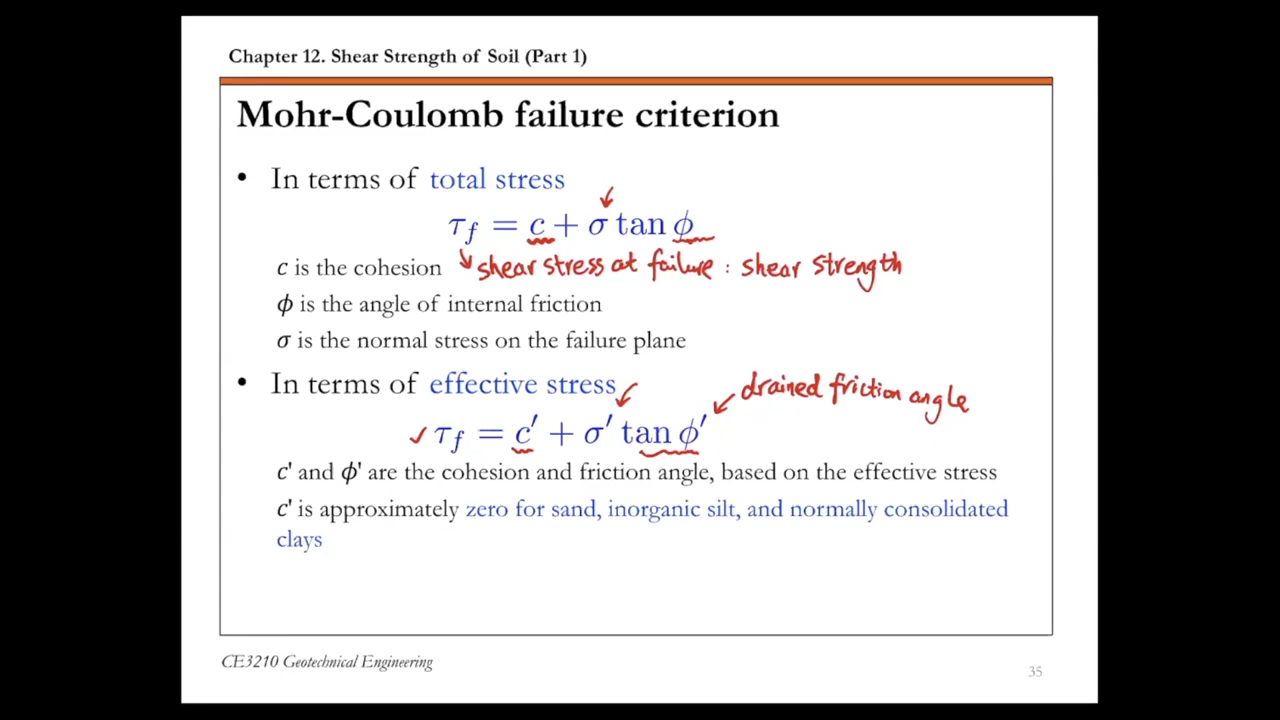 Chapter 12. Shear Strength of Soil (Part 1)
Mohr-Coulomb failure criterion
• In terms of total stress
τf = c + σ tan ϕ
c is the cohesion
shear stress at failure : shear strength
ϕ is the angle of internal friction
σ is the normal stress on the failure plane
• In terms of effective stress
drained friction angle
✓ τf = c′ + σ′ tan ϕ′
c' and ϕ' are the cohesion and friction angle, based on the effective stress
c' is approximately zero for sand, inorganic silt, and normally consolidated
clays
CE3210 Geotechnical Engineering
35